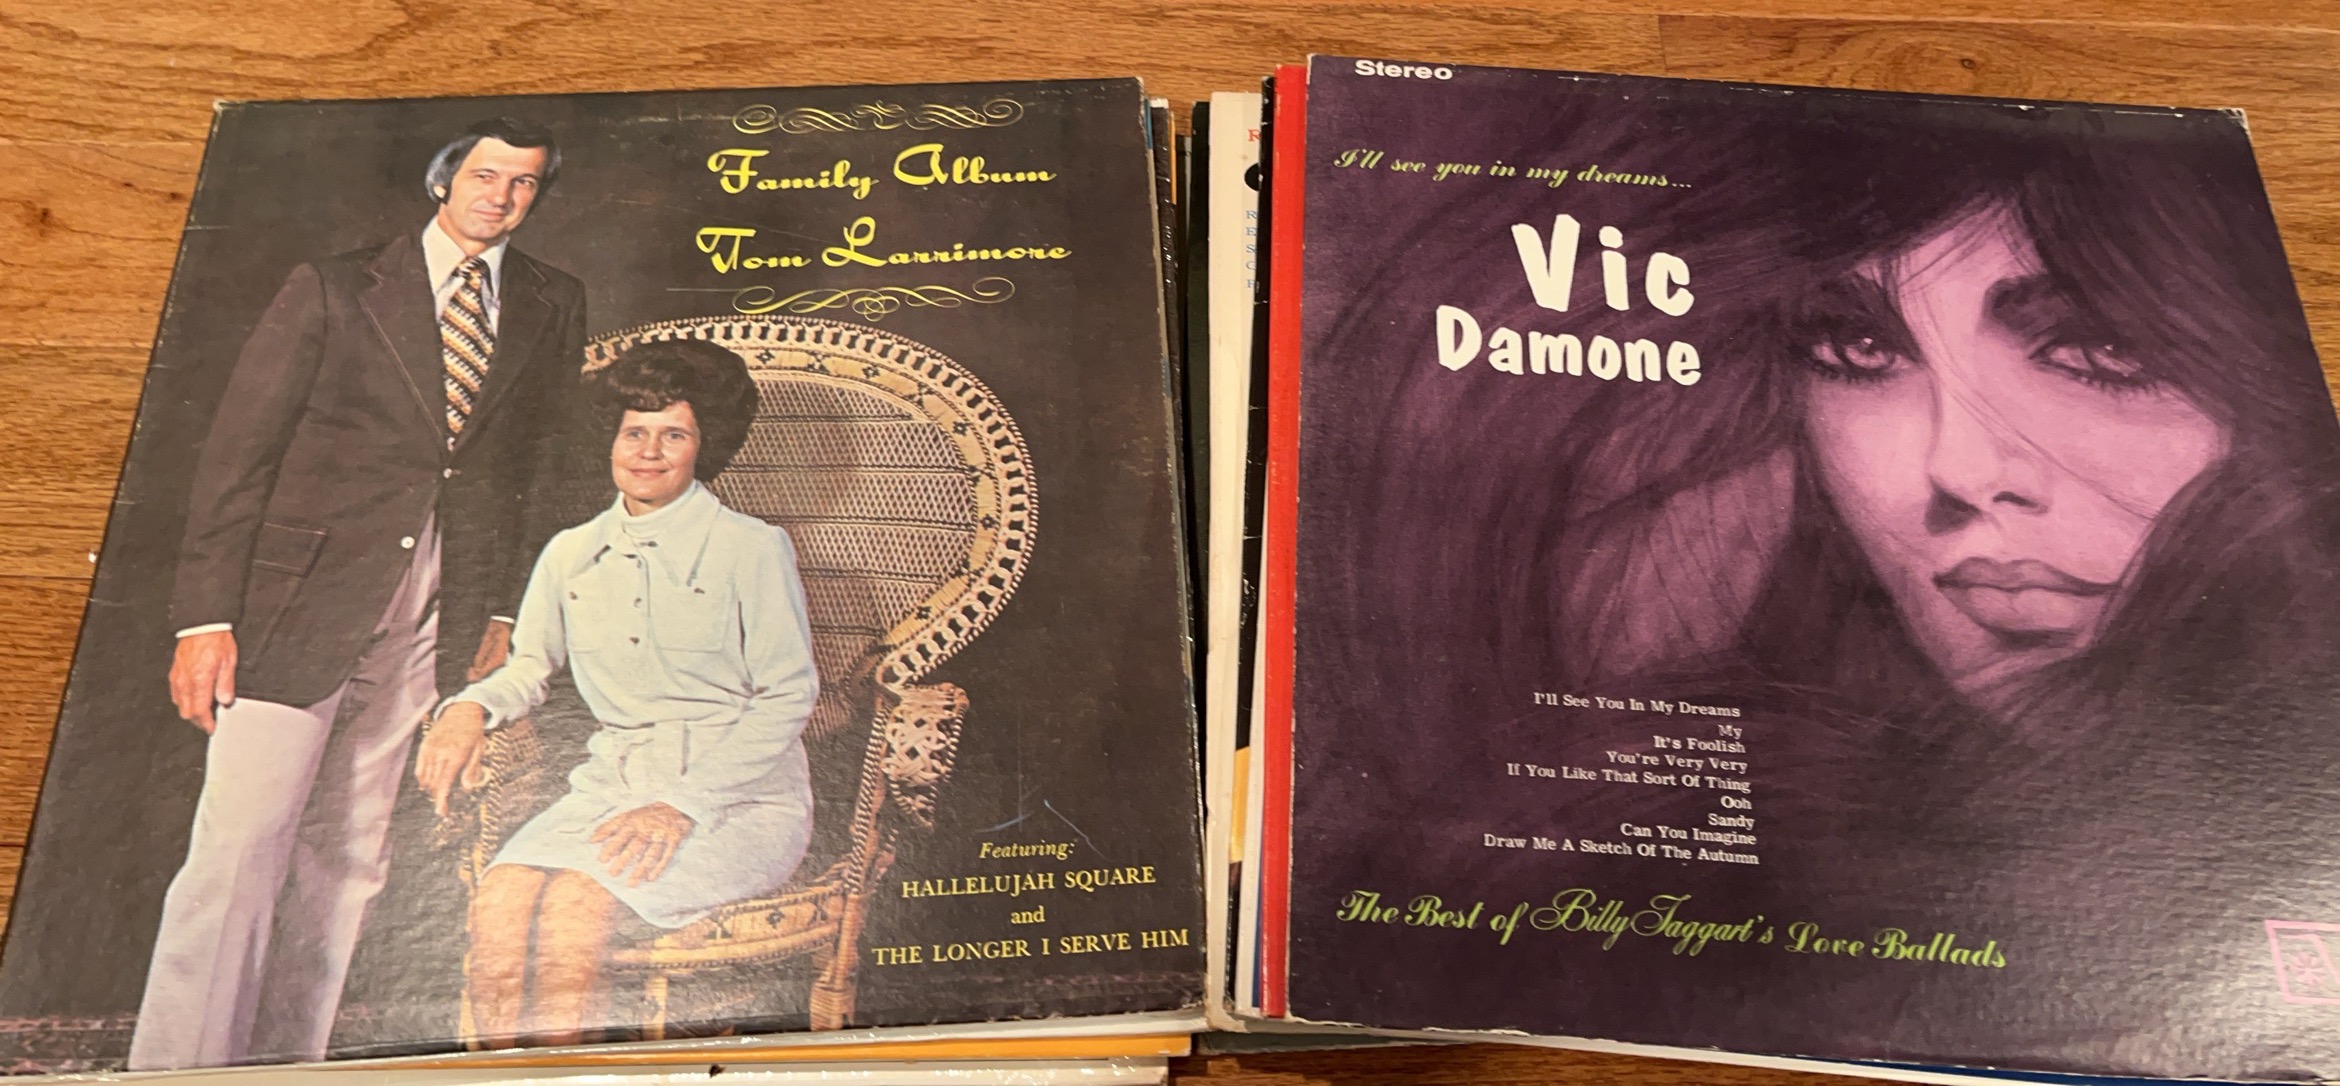 Family Album
Tom Larrimore
Featuring:
HALLELUJAH SQUARE
and
THE LONGER I SERVE HIM
Stereo
I'll see you in my dreams...
Vic
Damone
I'll See You In My Dreams
My
It's Foolish
You're Very Very
If You Like That Sort Of Thing
Ooh
Sandy
Can You Imagine
Draw Me A Sketch Of The Autumn
The Best of Billy Taggart's Love Ballads